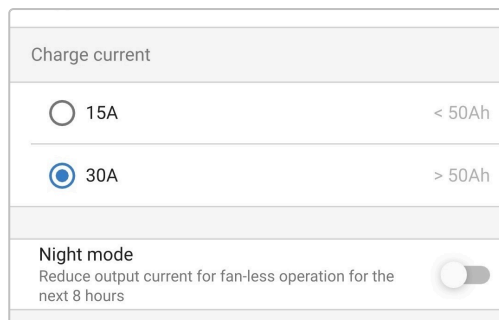 Charge current
15A < 50Ah
30A > 50Ah
Night mode
Reduce output current for fan-less operation for the
next 8 hours